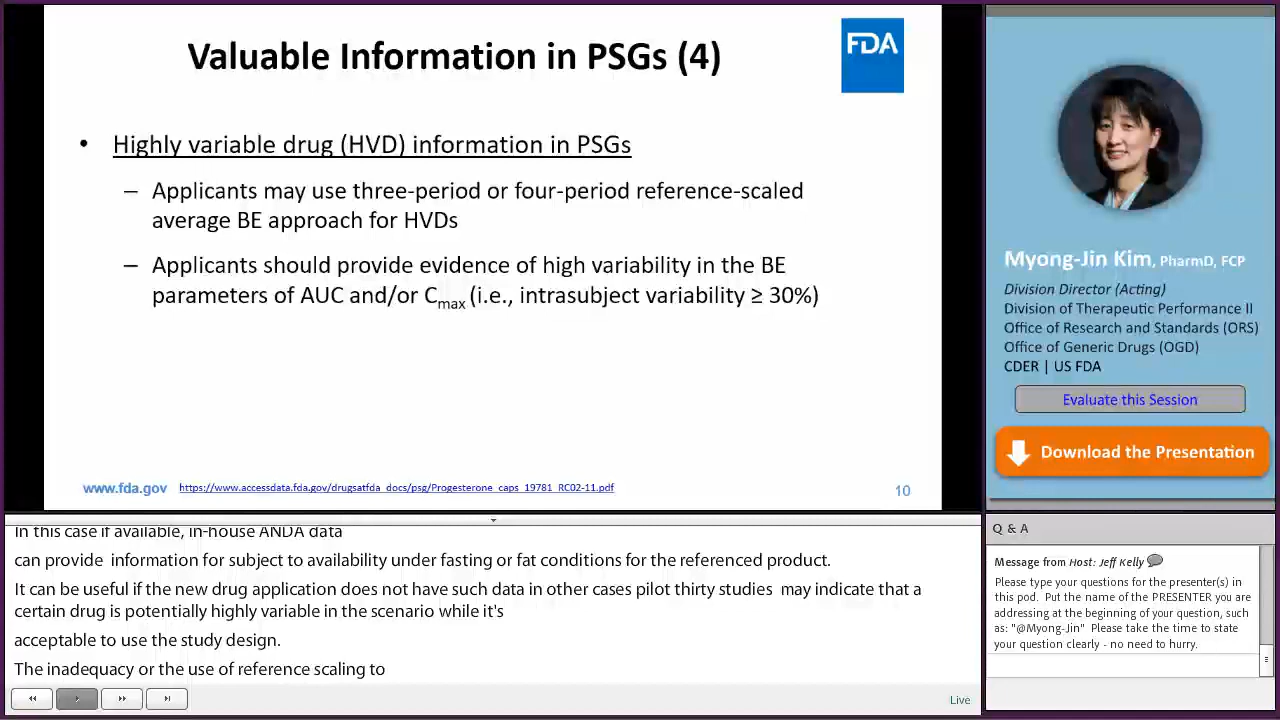 Valuable Information in PSGs (4)
FDA
• Highly variable drug (HVD) information in PSGs
– Applicants may use three-period or four-period reference-scaled
average BE approach for HVDs
– Applicants should provide evidence of high variability in the BE
parameters of AUC and/or Cmax (i.e., intrasubject variability ≥ 30%)
www.fda.gov https://www.accessdata.fda.gov/drugsatfda_docs/psg/Progesterone_caps_19781_RC02-11.pdf 10
Myong-Jin Kim, PharmD, FCP
Division Director (Acting)
Division of Therapeutic Performance II
Office of Research and Standards (ORS)
Office of Generic Drugs (OGD)
CDER | US FDA
Evaluate this Session
Download the Presentation
In this case if available, in-house ANDA data
can provide  information for subject to availability under fasting or fat conditions for the referenced product.
It can be useful if the new drug application does not have such data in other cases pilot thirty studies  may indicate that a
certain drug is potentially highly variable in the scenario while it's
acceptable to use the study design.
The inadequacy or the use of reference scaling to
Live
Q & A
Message from Host: Jeff Kelly
Please type your questions for the presenter(s) in
this pod.  Put the name of the PRESENTER you are
addressing at the beginning of your question, such
as: "@Myong-Jin"  Please take the time to state
your question clearly - no need to hurry.